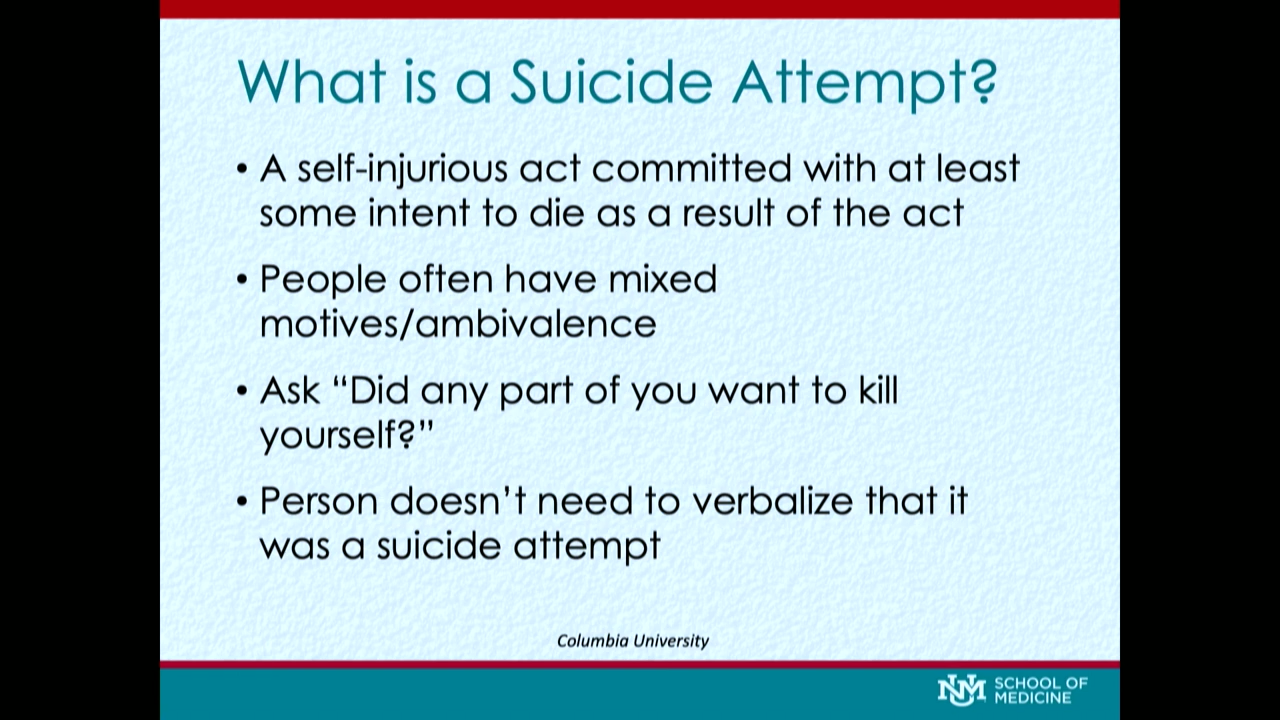 What is a Suicide Attempt?
• A self-injurious act committed with at least
some intent to die as a result of the act
• People often have mixed
motives/ambivalence
• Ask “Did any part of you want to kill
yourself?”
• Person doesn’t need to verbalize that it
was a suicide attempt
Columbia University
UNM SCHOOL OF
MEDICINE